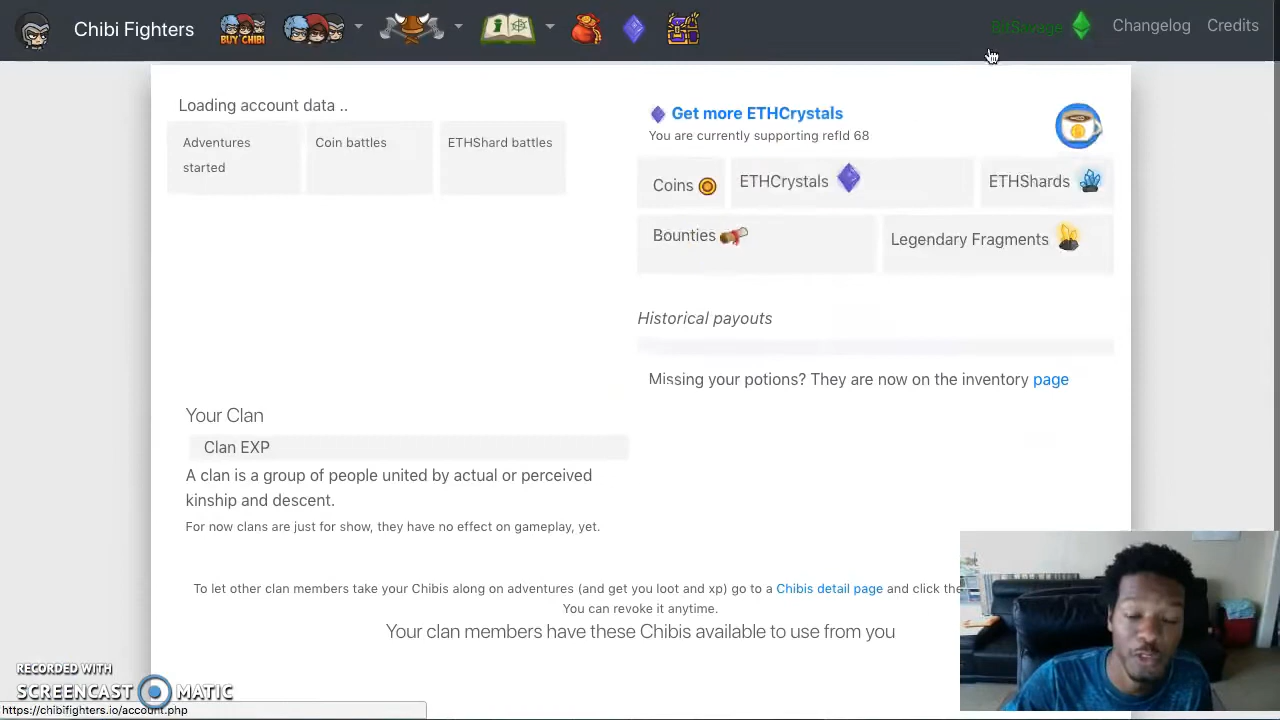 Chibi Fighters
BUY CHIBI
BillSavage
Changelog
Credits
Loading account data ..
Adventures started
Coin battles
ETHShard battles
Get more ETHCrystals
You are currently supporting refId 68
Coins
ETHCrystals
ETHShards
Bounties
Legendary Fragments
Historical payouts
Missing your potions? They are now on the inventory page
Your Clan
Clan EXP
A clan is a group of people united by actual or perceived
kinship and descent.
For now clans are just for show, they have no effect on gameplay, yet.
To let other clan members take your Chibis along on adventures (and get you loot and xp) go to a Chibis detail page and click the
You can revoke it anytime.
Your clan members have these Chibis available to use from you
RECORDED WITH
SCREENCAST MATIC
https://chibifighters.io/account.php